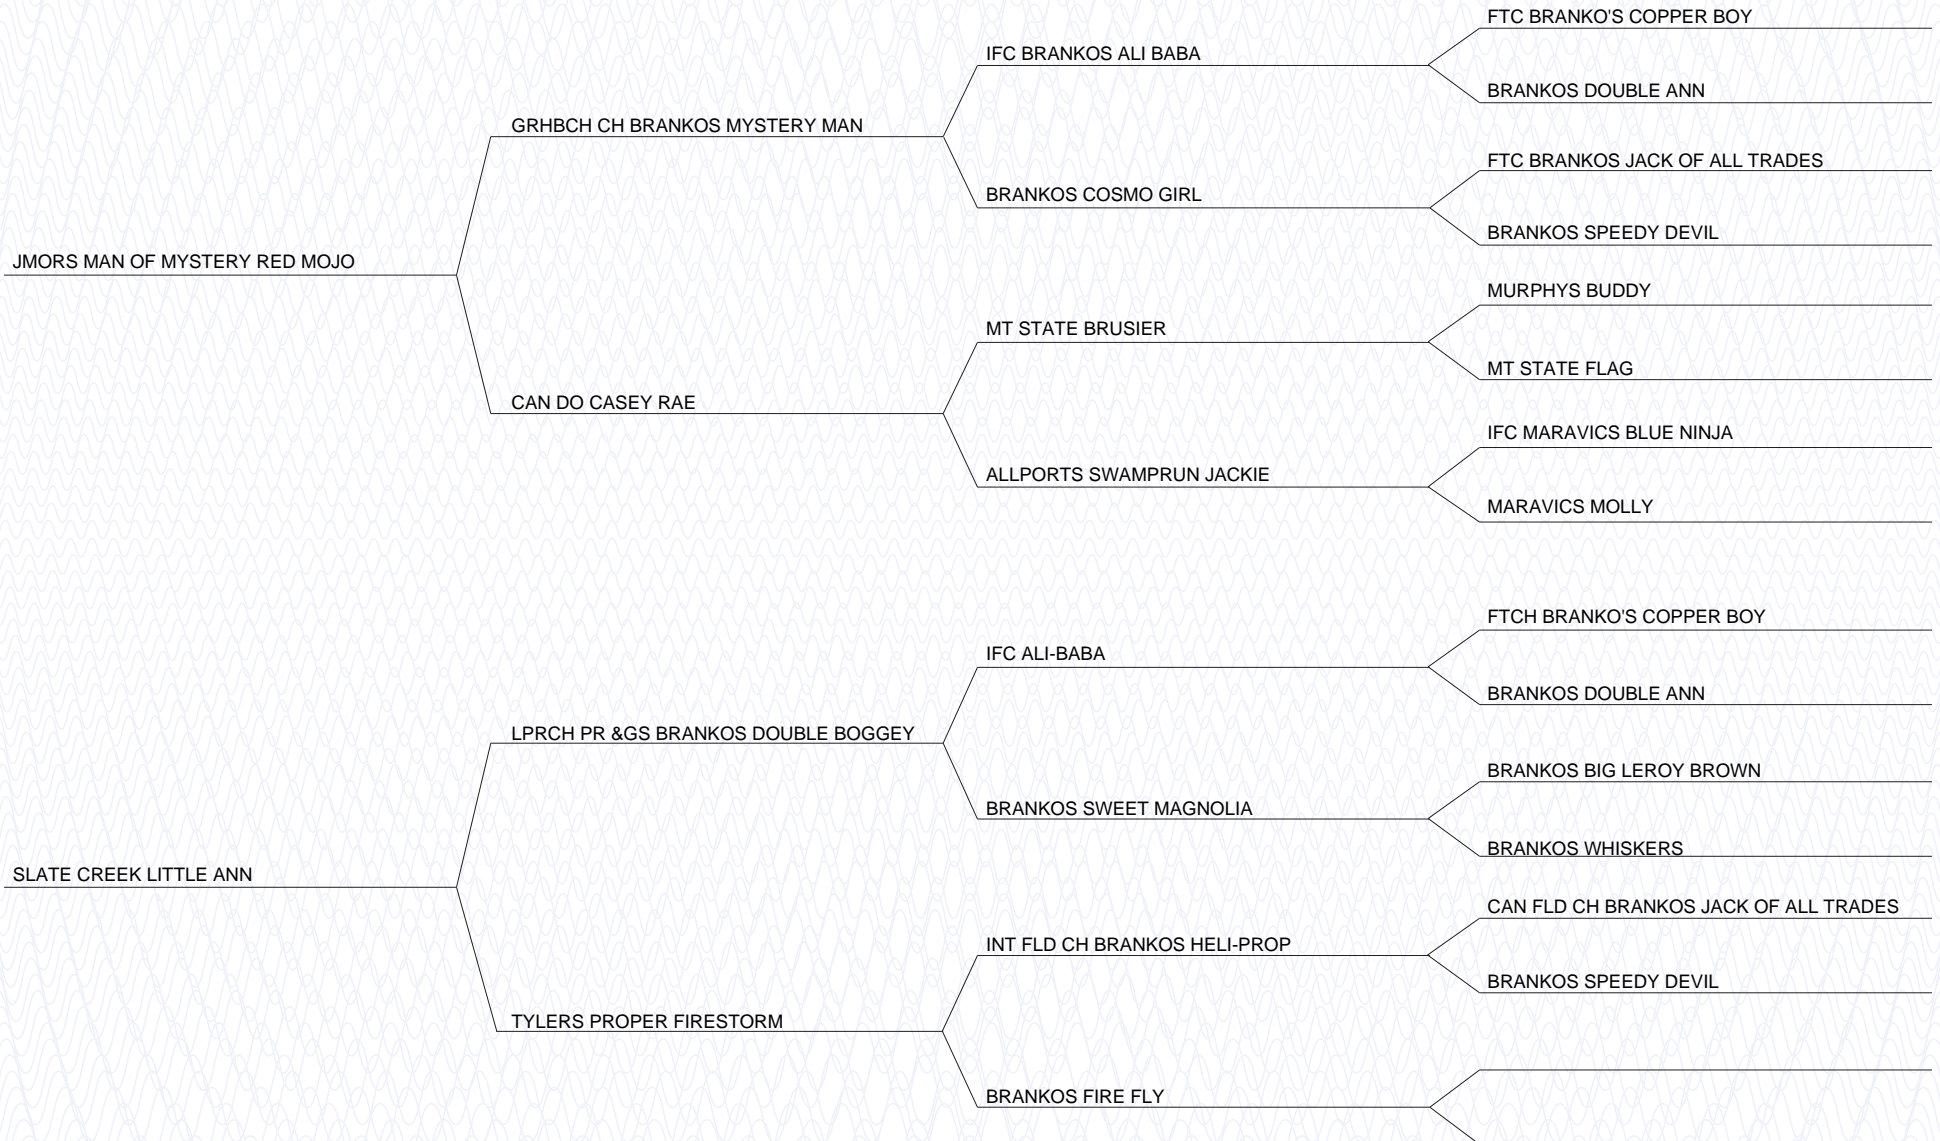 FTC BRANKO'S COPPER BOY
IFC BRANKOS ALI BABA
BRANKOS DOUBLE ANN
GRHBCH CH BRANKOS MYSTERY MAN
FTC BRANKOS JACK OF ALL TRADES
BRANKOS COSMO GIRL
BRANKOS SPEEDY DEVIL
JMORS MAN OF MYSTERY RED MOJO
MURPHYS BUDDY
MT STATE BRUSIER
MT STATE FLAG
CAN DO CASEY RAE
IFC MARAVICS BLUE NINJA
ALLPORTS SWAMPRUN JACKIE
MARAVICS MOLLY
FTCH BRANKO'S COPPER BOY
IFC ALI-BABA
BRANKOS DOUBLE ANN
LPRCH PR &GS BRANKOS DOUBLE BOGGEY
BRANKOS BIG LEROY BROWN
BRANKOS SWEET MAGNOLIA
BRANKOS WHISKERS
SLATE CREEK LITTLE ANN
CAN FLD CH BRANKOS JACK OF ALL TRADES
INT FLD CH BRANKOS HELI-PROP
BRANKOS SPEEDY DEVIL
TYLERS PROPER FIRESTORM
BRANKOS FIRE FLY